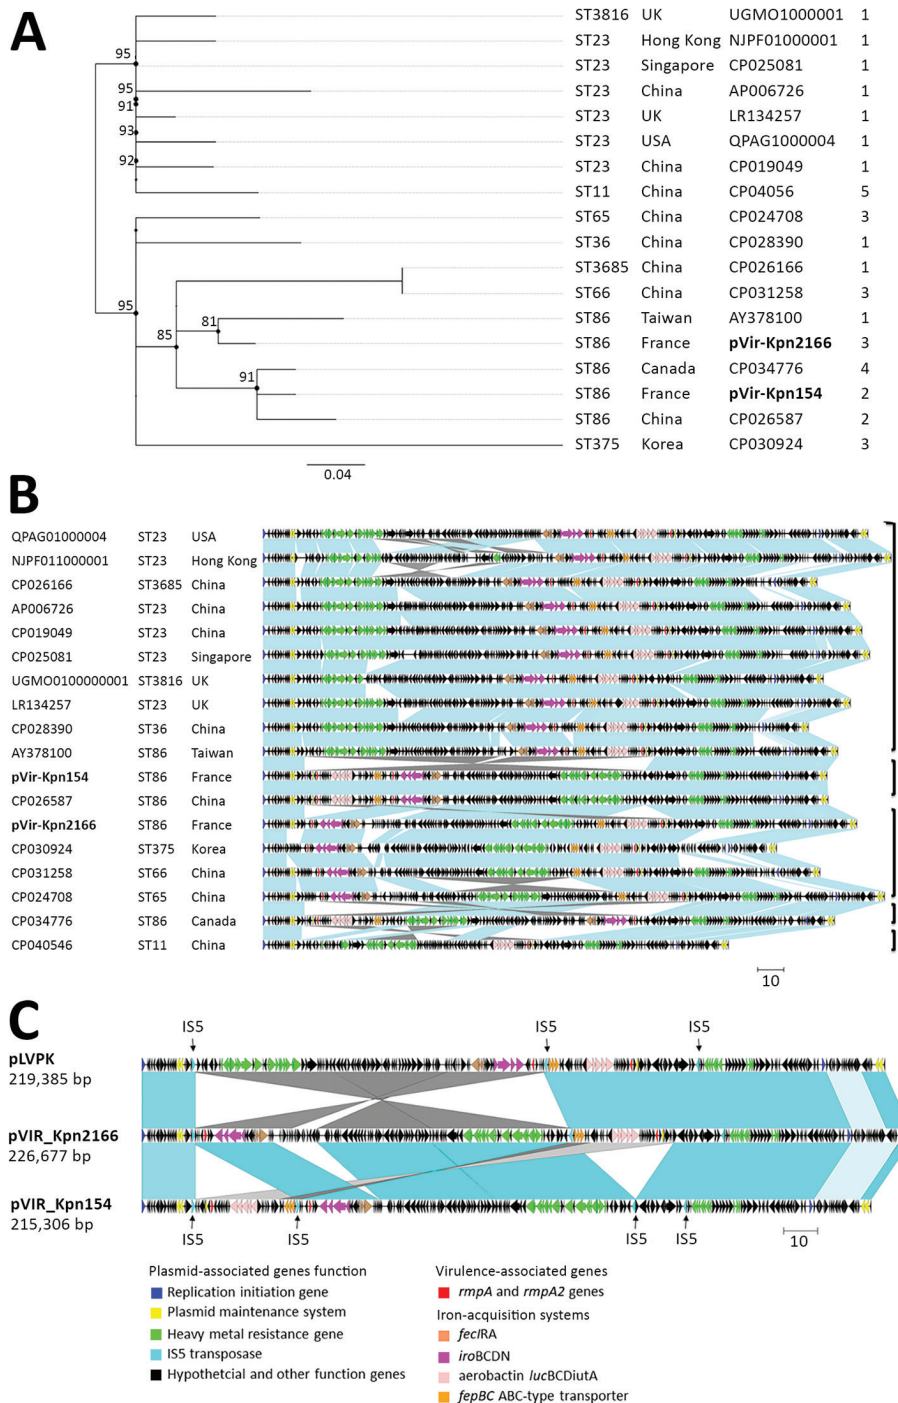 A
ST3816 UK UGMO1000001 1
95
ST23 Hong Kong NJPF01000001 1
ST23 Singapore CP025081 1
95
ST23 China AP006726 1
91
ST23 UK LR134257 1
93
ST23 USA QPAG1000004 1
92
ST23 China CP019049 1
ST11 China CP04056 5
ST65 China CP024708 3
ST36 China CP028390 1
ST3685 China CP026166 1
ST66 China CP031258 3
95
85
81
ST86 Taiwan AY378100 1
ST86 France pVir-Kpn2166 3
91
ST86 Canada CP034776 4
ST86 France pVir-Kpn154 2
ST86 China CP026587 2
ST375 Korea CP030924 3
0.04
B
QPAG01000004 ST23 USA
NJPF011000001 ST23 Hong Kong
CP026166 ST3685 China
AP006726 ST23 China
CP019049 ST23 China
CP025081 ST23 Singapore
UGMO0100000001 ST3816 UK
LR134257 ST23 UK
CP028390 ST36 China
AY378100 ST86 Taiwan
pVir-Kpn154 ST86 France
CP026587 ST86 China
pVir-Kpn2166 ST86 France
CP030924 ST375 Korea
CP031258 ST66 China
CP024708 ST65 China
CP034776 ST86 Canada
CP040546 ST11 China
10
C
IS5 IS5 IS5
pLVPK
219,385 bp
pVIR_Kpn2166
226,677 bp
pVIR_Kpn154
215,306 bp
IS5 IS5 IS5 IS5
10
Plasmid-associated genes function
Replication initiation gene
Plasmid maintenance system
Heavy metal resistance gene
IS5 transposase
Hypothetcial and other function genes
Virulence-associated genes
rmpA and rmpA2 genes
Iron-acquisition systems
fecIRA
iroBCDN
aerobactin lucBCDiutA
fepBC ABC-type transporter